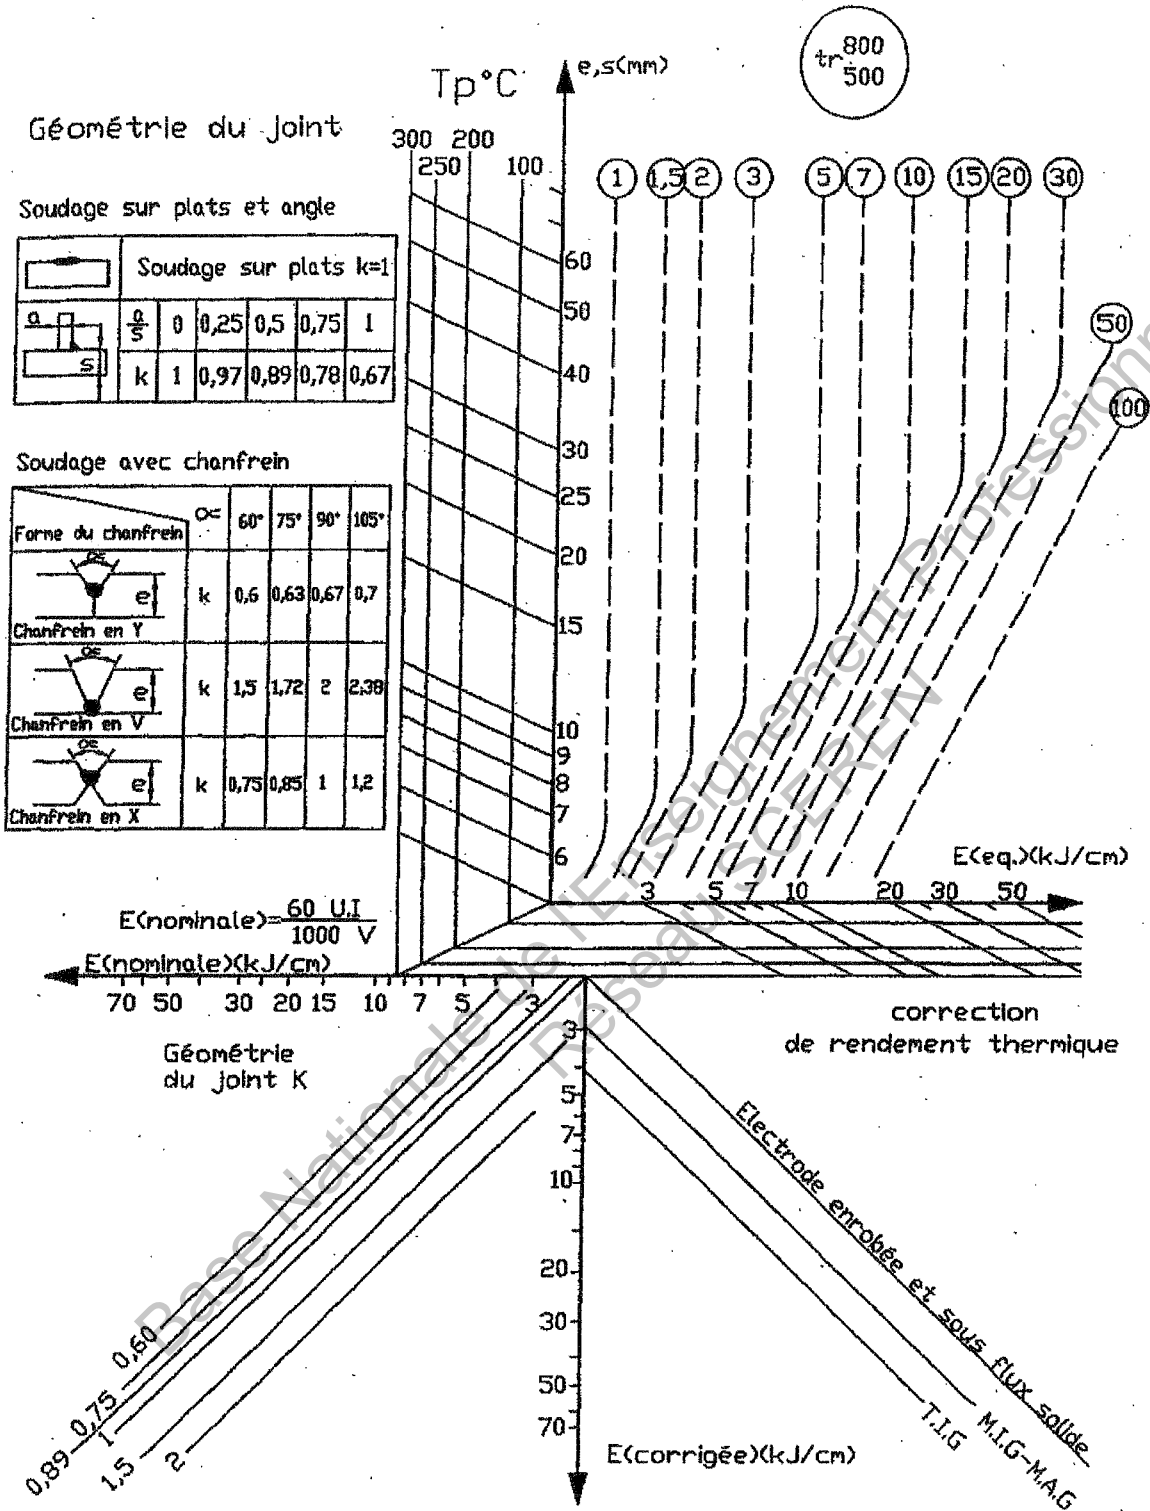 tr 800
500
Tp°C
e,s(mm)
Géométrie du joint
300 250 200 100
1 1,5 2 3 5 7 10 15 20 30
50
100
Soudage sur plats et angle
Soudage sur plats k=1
a
s
a/s 0 0,25 0,5 0,75 1
k 1 0,97 0,89 0,78 0,67
60
50
40
30
25
20
15
10
9
8
7
6
Soudage avec chanfrein
Forme du chanfrein ∝ 60° 75° 90° 105°
∝ e
Chanfrein en Y k 0,6 0,63 0,67 0,7
∝ e
Chanfrein en V k 1,5 1,72 2 2,38
∝ e
Chanfrein en X k 0,75 0,85 1 1,2
E(eq.)(kJ/cm)
3 5 7 10 20 30 50
E(nominale)= 60 U.I / 1000 V
E(nominale)(kJ/cm)
70 50 30 20 15 10 7 5 3
correction
de rendement thermique
Géométrie
du joint K
3
5
7
10
20
30
50
70
Electrode enrobée et sous flux solide
M.I.G-M.A.G
T.I.G
0,60
0,75
0,89
1
1,5
2
E(corrigée)(kJ/cm)
Base Nationale de l'Enseignement Professionn
Réseau SCEREN